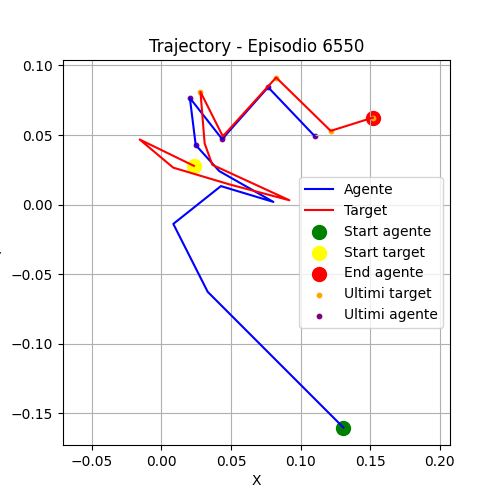 Trajectory - Episodio 6550
0.10
0.05
0.00
−0.05
−0.10
−0.15
Agente
Target
Start agente
Start target
End agente
Ultimi target
Ultimi agente
−0.05
0.00
0.05
0.10
0.15
0.20
X